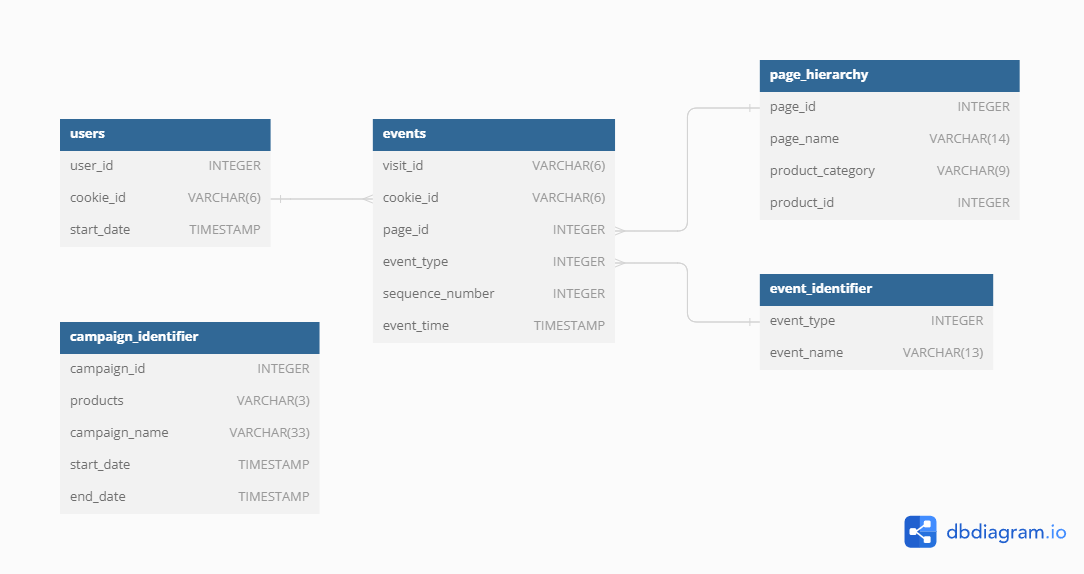 users
user_id INTEGER
cookie_id VARCHAR(6)
start_date TIMESTAMP
events
visit_id VARCHAR(6)
cookie_id VARCHAR(6)
page_id INTEGER
event_type INTEGER
sequence_number INTEGER
event_time TIMESTAMP
page_hierarchy
page_id INTEGER
page_name VARCHAR(14)
product_category VARCHAR(9)
product_id INTEGER
event_identifier
event_type INTEGER
event_name VARCHAR(13)
campaign_identifier
campaign_id INTEGER
products VARCHAR(3)
campaign_name VARCHAR(33)
start_date TIMESTAMP
end_date TIMESTAMP
dbdiagram.io